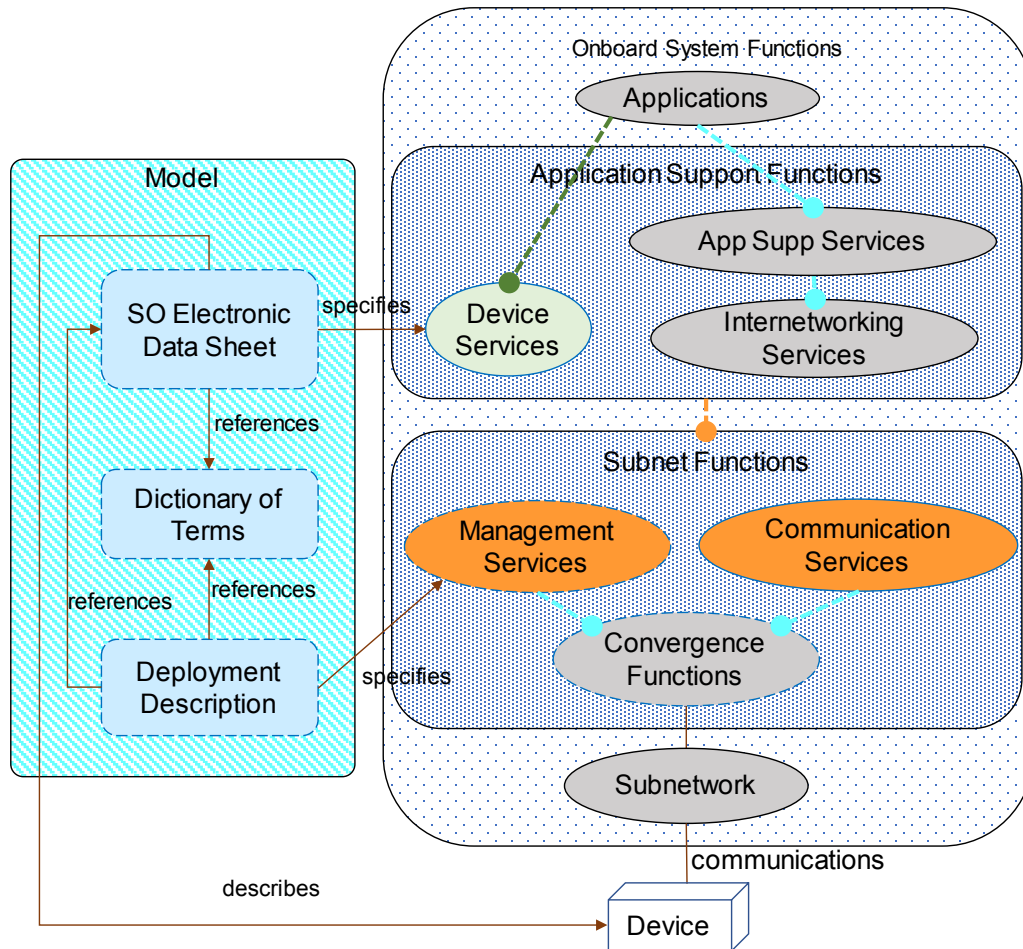 Onboard System Functions
Applications
Model
Application Support Functions
App Supp Services
SO Electronic
Data Sheet
specifies
Device
Services
Internetworking
Services
references
Dictionary of
Terms
Subnet Functions
Management
Services
Communication
Services
references
references
Deployment
Description
specifies
Convergence
Functions
Subnetwork
communications
describes
Device